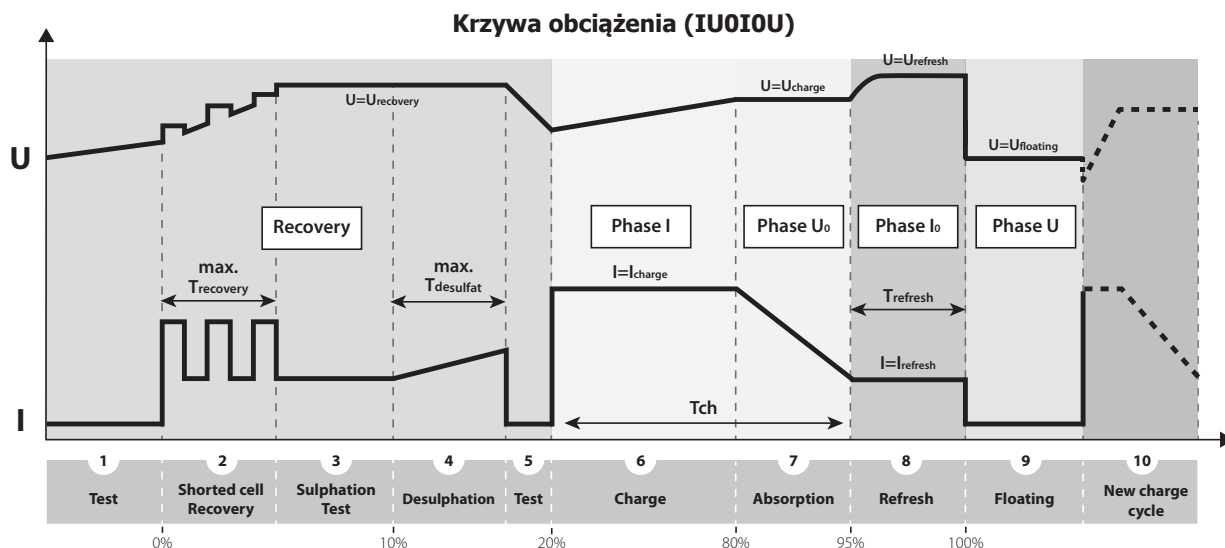 Krzywa obciążenia (IU0I0U)
U
I
U=Urecovery
U=Ucharge
U=Urefresh
U=Ufloating
Recovery
Phase I
Phase U0
Phase I0
Phase U
max.
Trecovery
max.
Tdesulfat
I=Icharge
Trefresh
I=Irefresh
Tch
1
2
3
4
5
6
7
8
9
10
Test
Shorted cell
Recovery
Sulphation
Test
Desulphation
Test
Charge
Absorption
Refresh
Floating
New charge
cycle
0%
10%
20%
80%
95%
100%